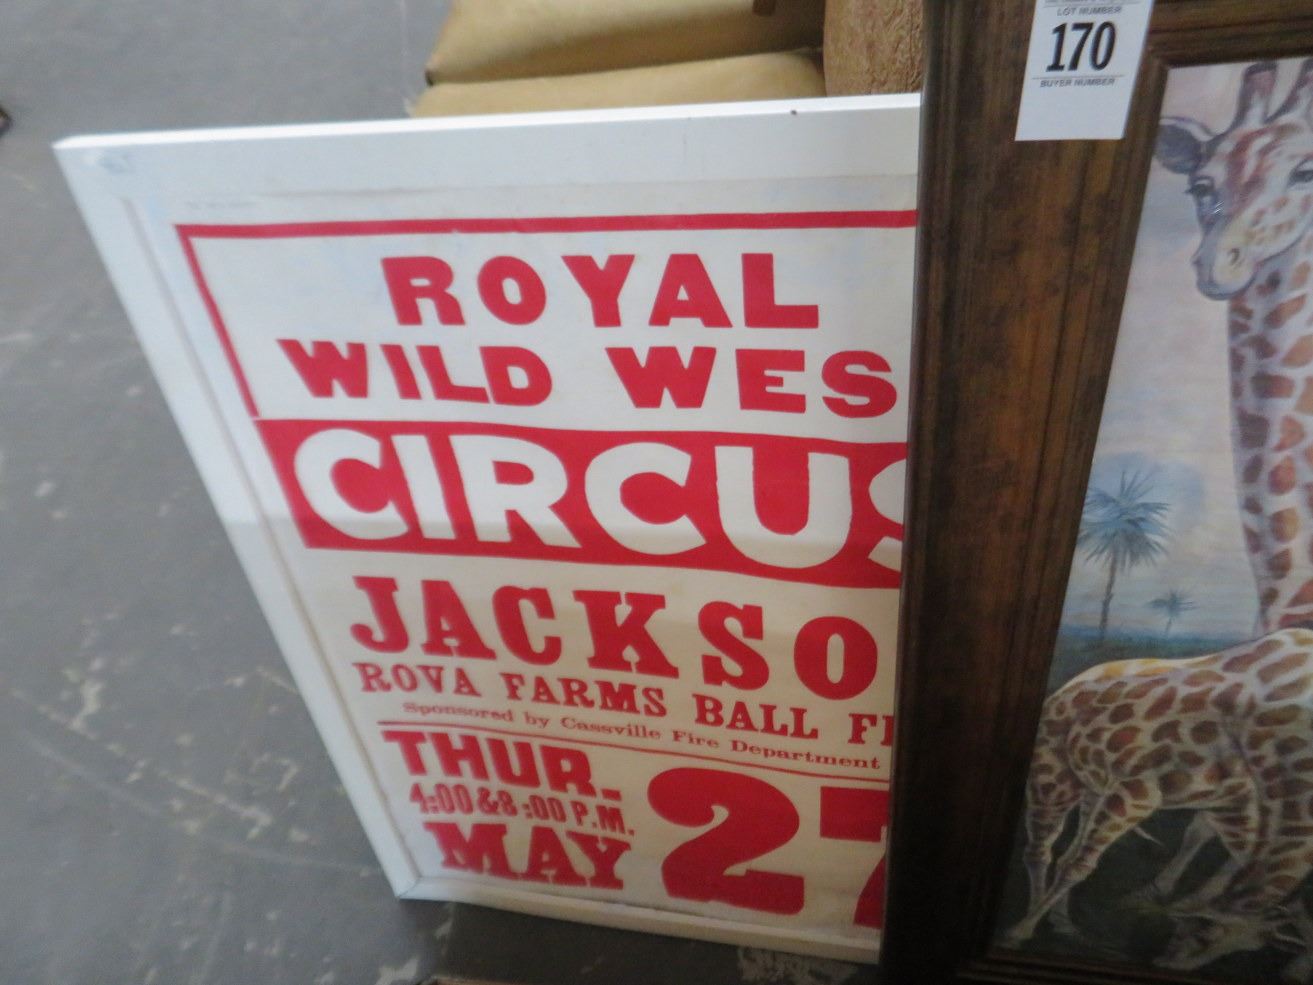 LOT NUMBER
170
BUYER NUMBER
ROYAL
WILD WES
CIRCUS
JACKSO
ROVA FARMS BALL FI
Sponsored by Cassville Fire Department
THUR.
4:00&8:00 P.M.
MAY 27